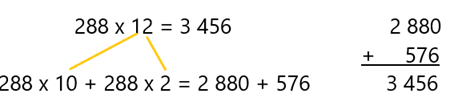 288 x 12 = 3 456
288 x 10 + 288 x 2 = 2 880 + 576
2 880
+ 576
3 456